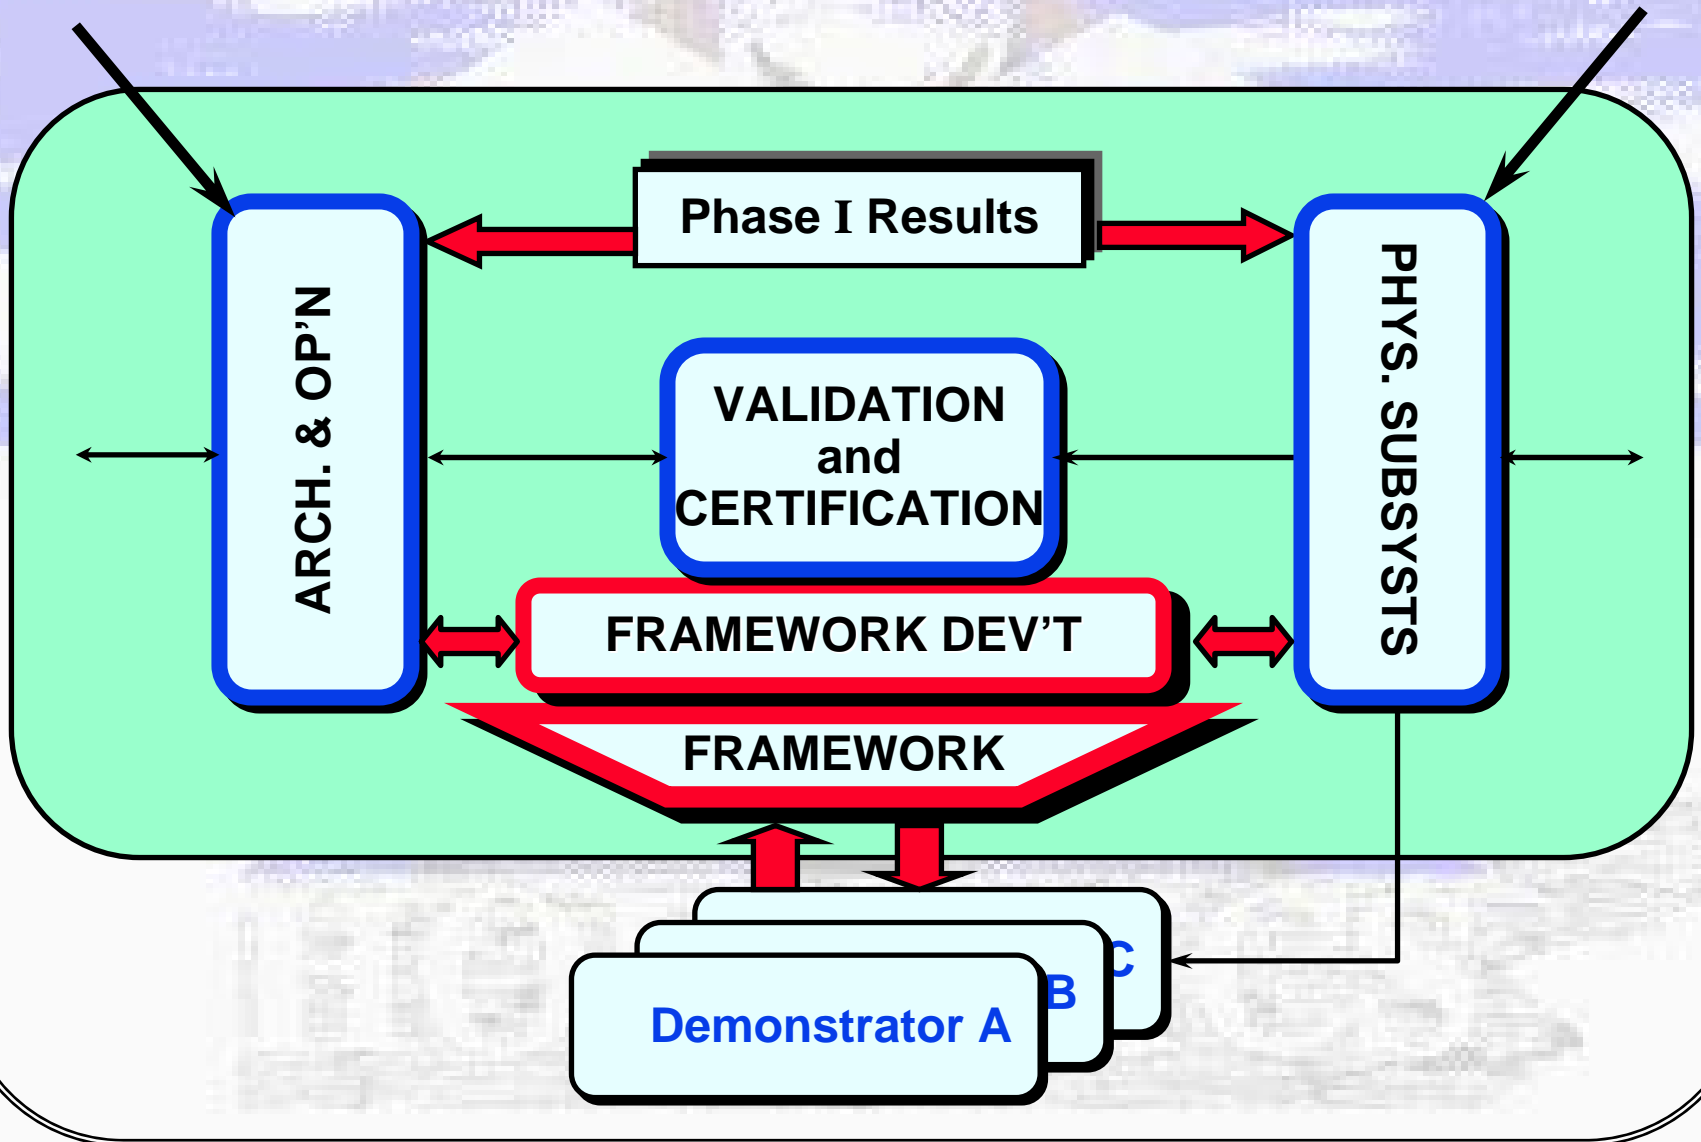 Phase I Results
ARCH. & OP’N
PHYS. SUBSYSTS
VALIDATION
and
CERTIFICATION
FRAMEWORK DEV’T
FRAMEWORK
C
B
Demonstrator A